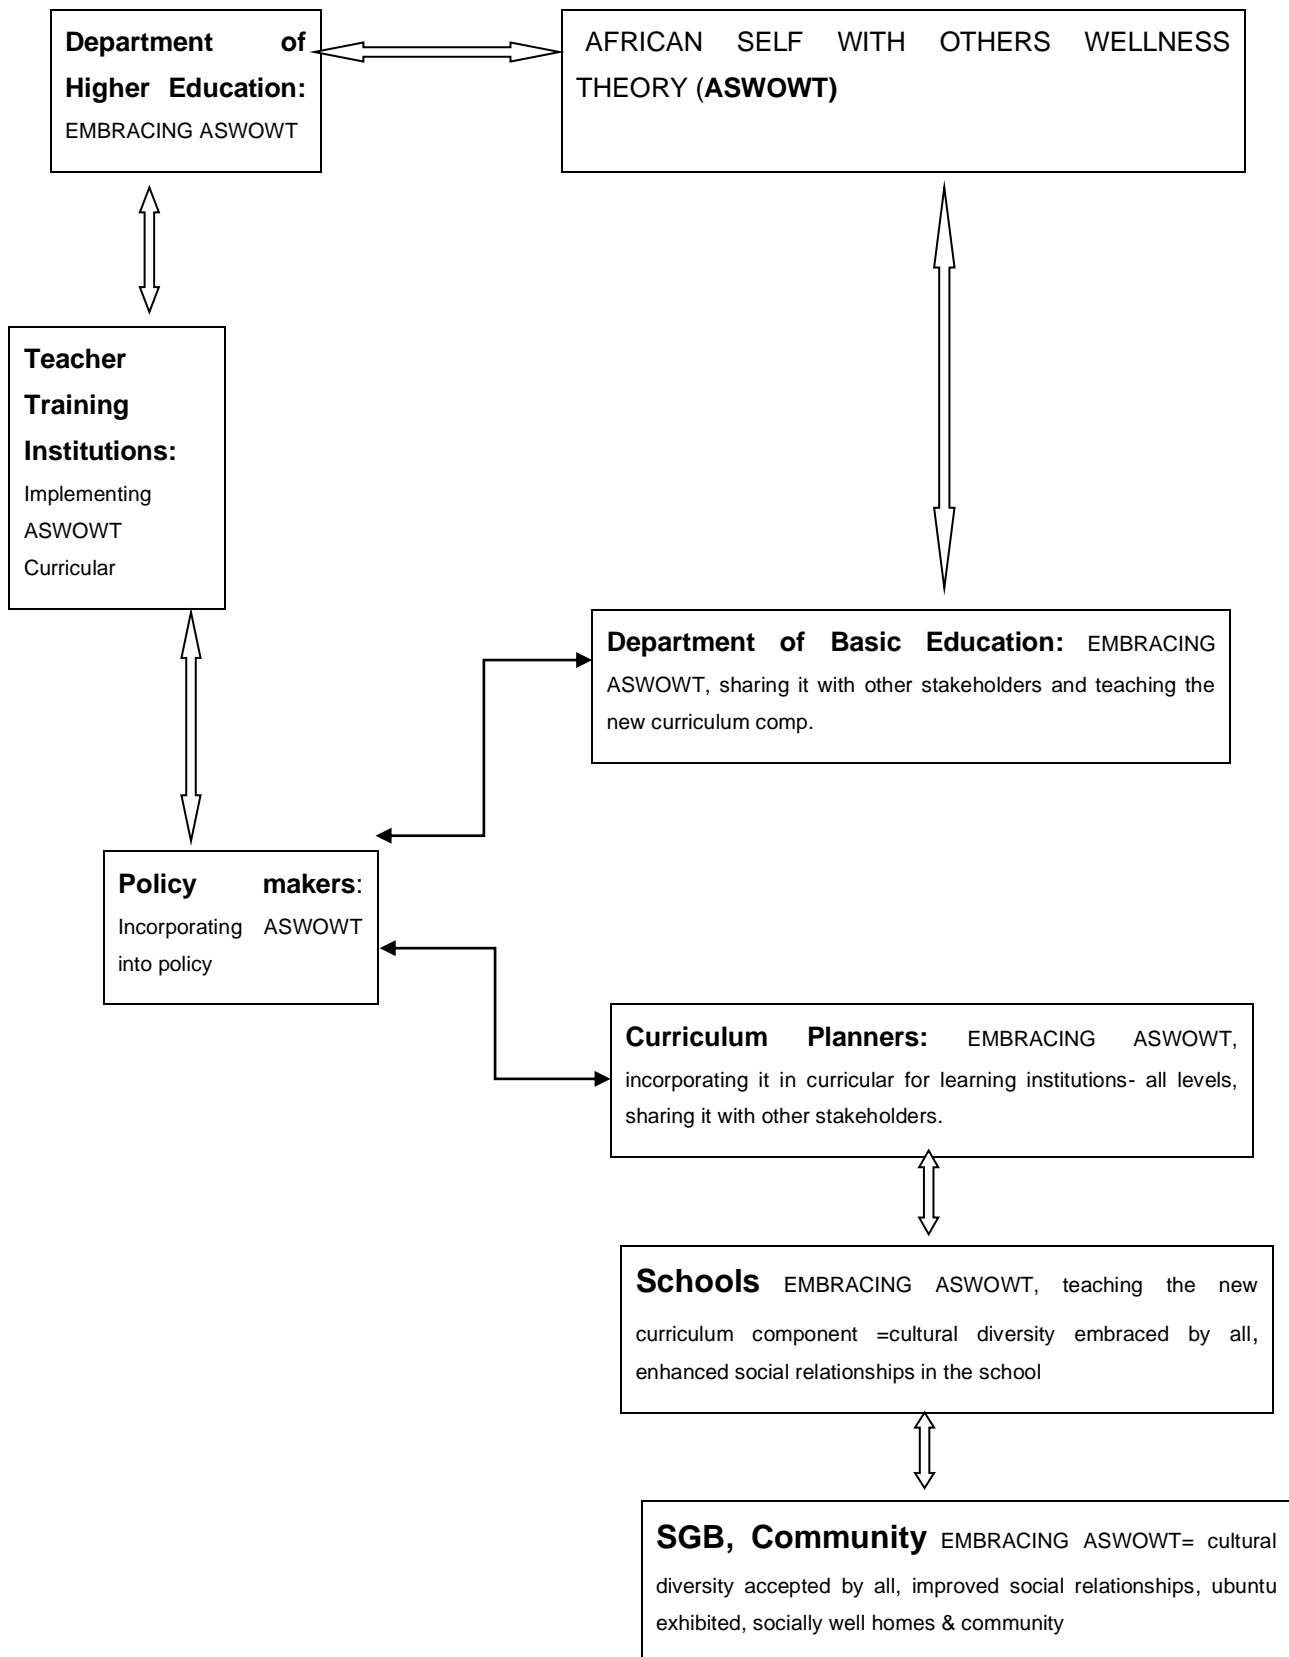 Department of
Higher Education:
EMBRACING ASWOWT
AFRICAN SELF WITH OTHERS WELLNESS
THEORY (ASWOWT)
Teacher
Training
Institutions:
Implementing
ASWOWT
Curricular
Department of Basic Education: EMBRACING
ASWOWT, sharing it with other stakeholders and teaching the
new curriculum comp.
Policy makers:
Incorporating ASWOWT
into policy
Curriculum Planners: EMBRACING ASWOWT,
incorporating it in curricular for learning institutions- all levels,
sharing it with other stakeholders.
Schools EMBRACING ASWOWT, teaching the new
curriculum component =cultural diversity embraced by all,
enhanced social relationships in the school
SGB, Community EMBRACING ASWOWT= cultural
diversity accepted by all, improved social relationships, ubuntu
exhibited, socially well homes & community